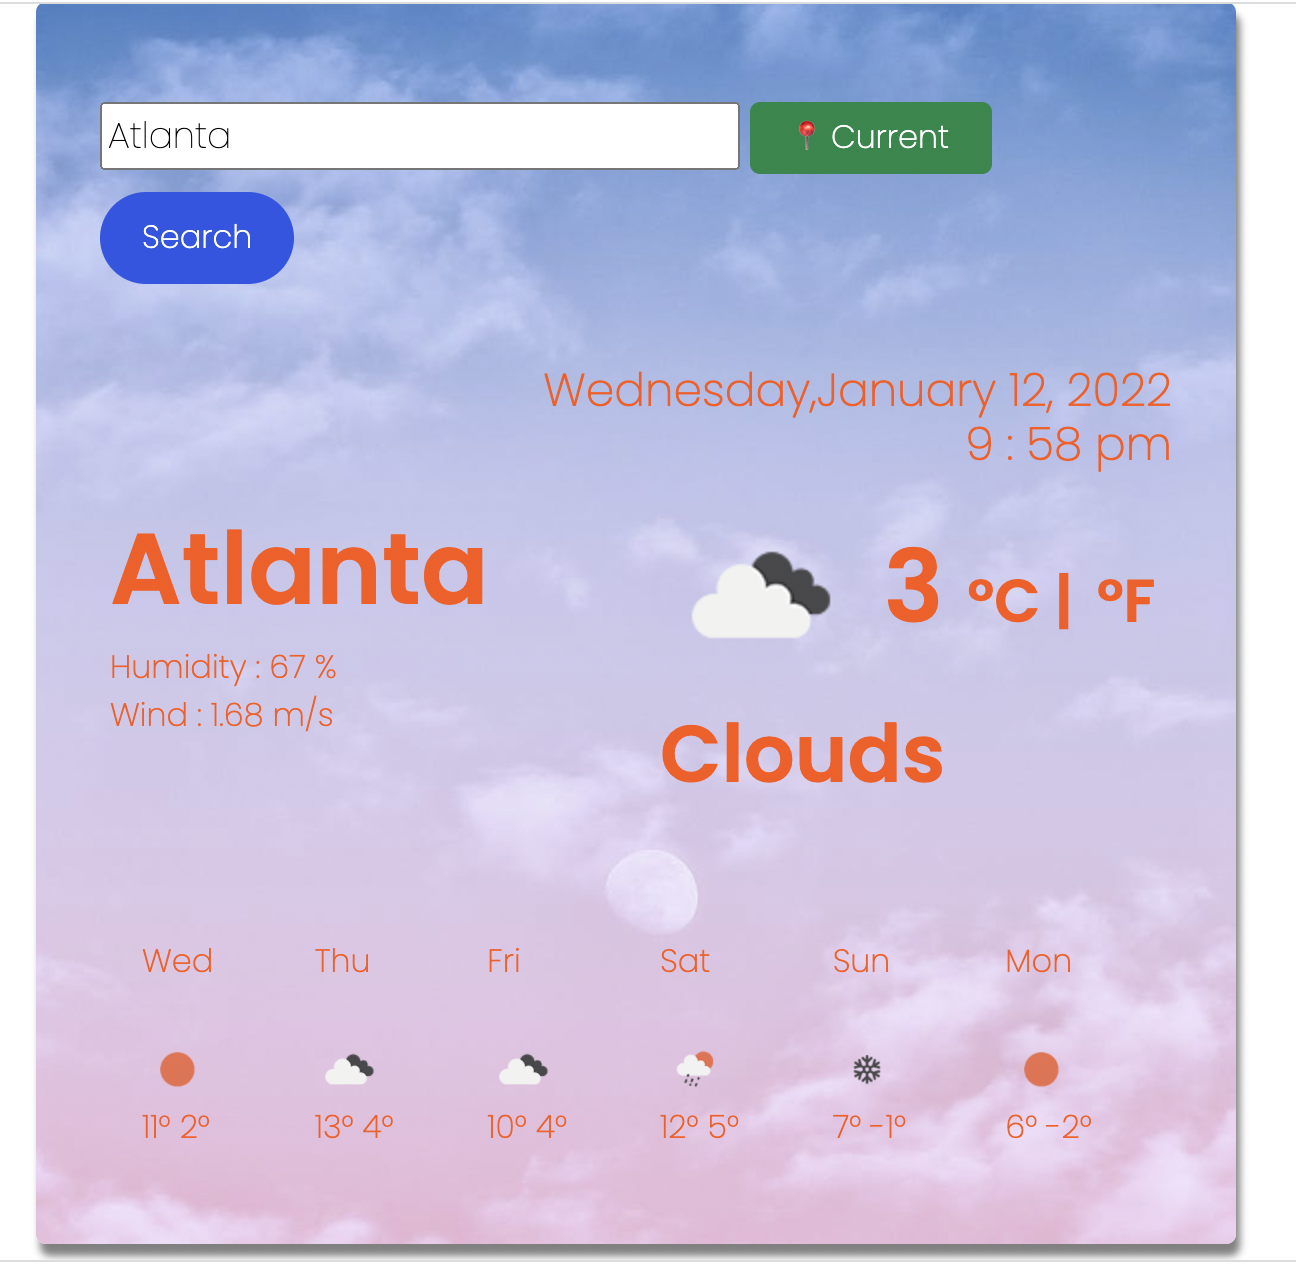 Atlanta
📍 Current
Search
Wednesday,January 12, 2022
9 : 58 pm
Atlanta
3 °C | °F
Humidity : 67 %
Wind : 1.68 m/s
Clouds
Wed Thu Fri Sat Sun Mon
11° 2° 13° 4° 10° 4° 12° 5° 7° -1° 6° -2°